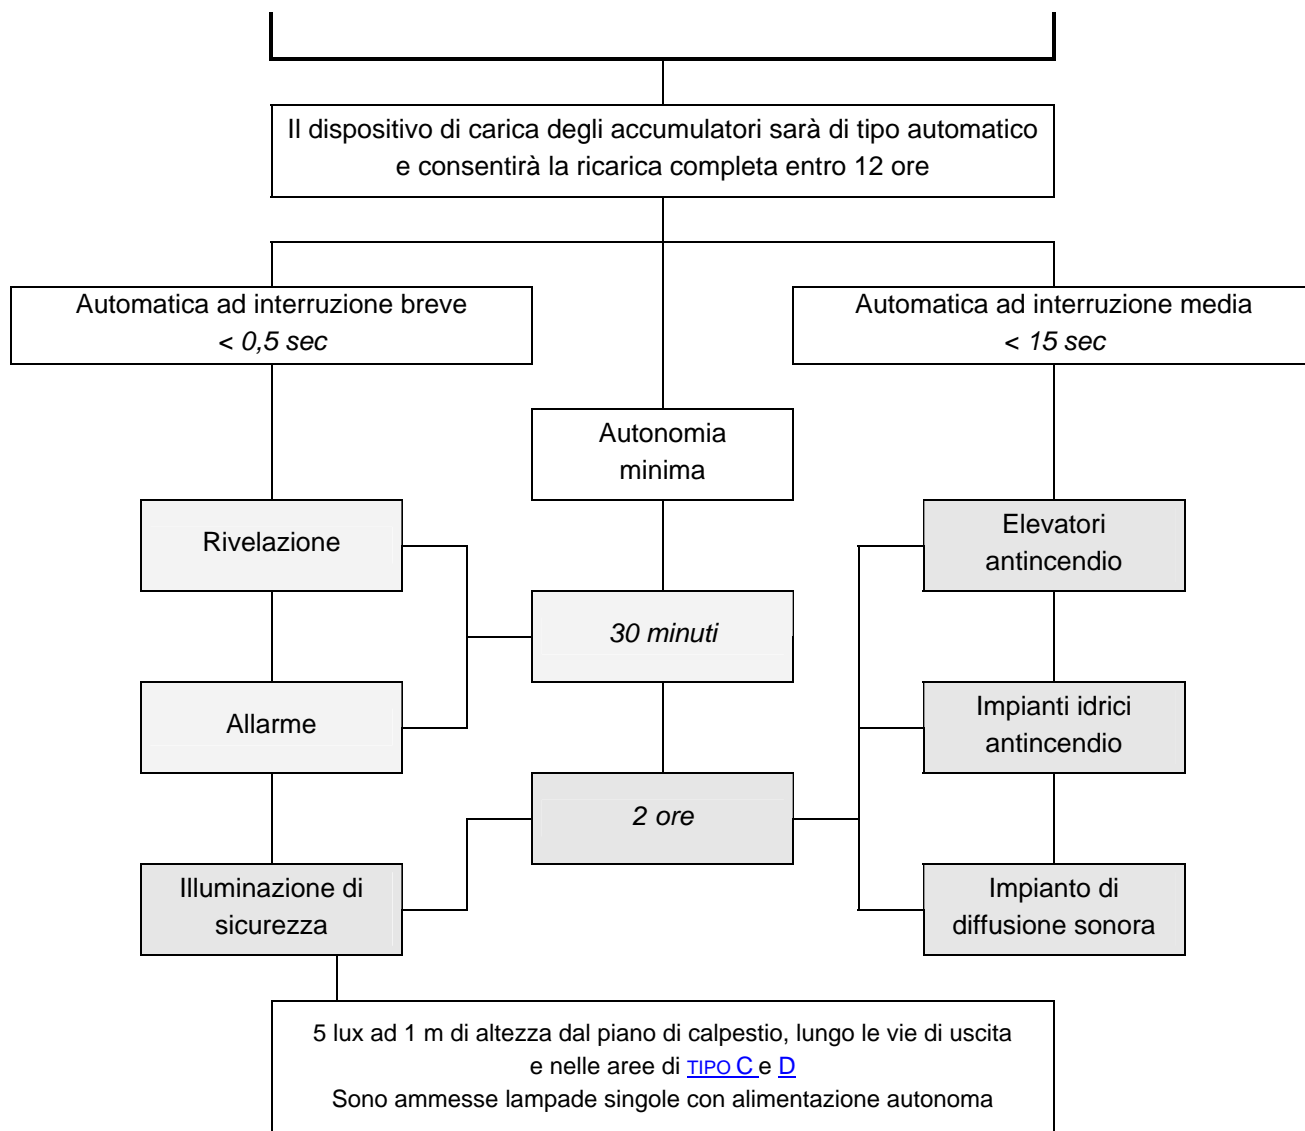 Il dispositivo di carica degli accumulatori sarà di tipo automatico
e consentirà la ricarica completa entro 12 ore
Automatica ad interruzione breve
< 0,5 sec
Automatica ad interruzione media
< 15 sec
Autonomia
minima
Rivelazione
Elevatori
antincendio
30 minuti
Allarme
Impianti idrici
antincendio
2 ore
Illuminazione di
sicurezza
Impianto di
diffusione sonora
5 lux ad 1 m di altezza dal piano di calpestio, lungo le vie di uscita
e nelle aree di TIPO C e D
Sono ammesse lampade singole con alimentazione autonoma